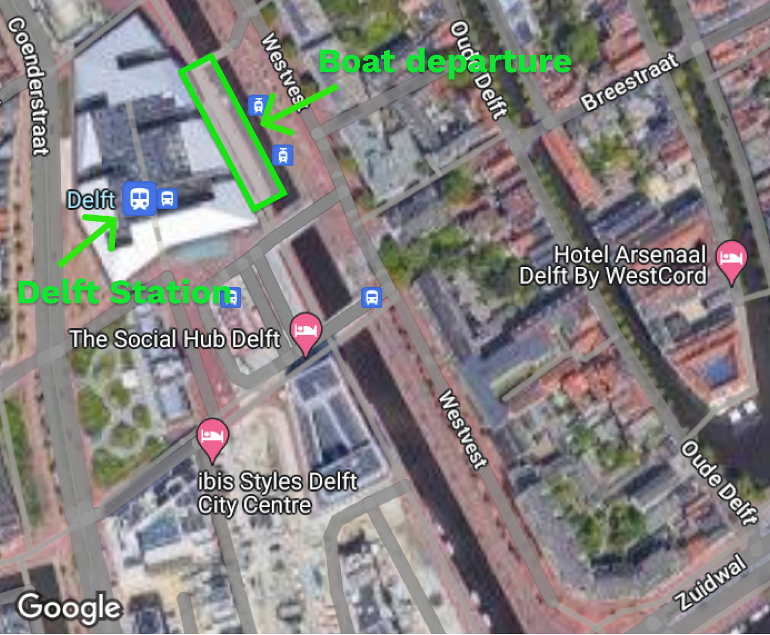 Coenderstraat
Westvest
Oude Delft
Boat departure
Breestraat
Delft
Delft Station
Hotel Arsenaal
Delft By WestCord
The Social Hub Delft
Westvest
ibis Styles Delft
City Centre
Oude Delft
Zuidwal
Google